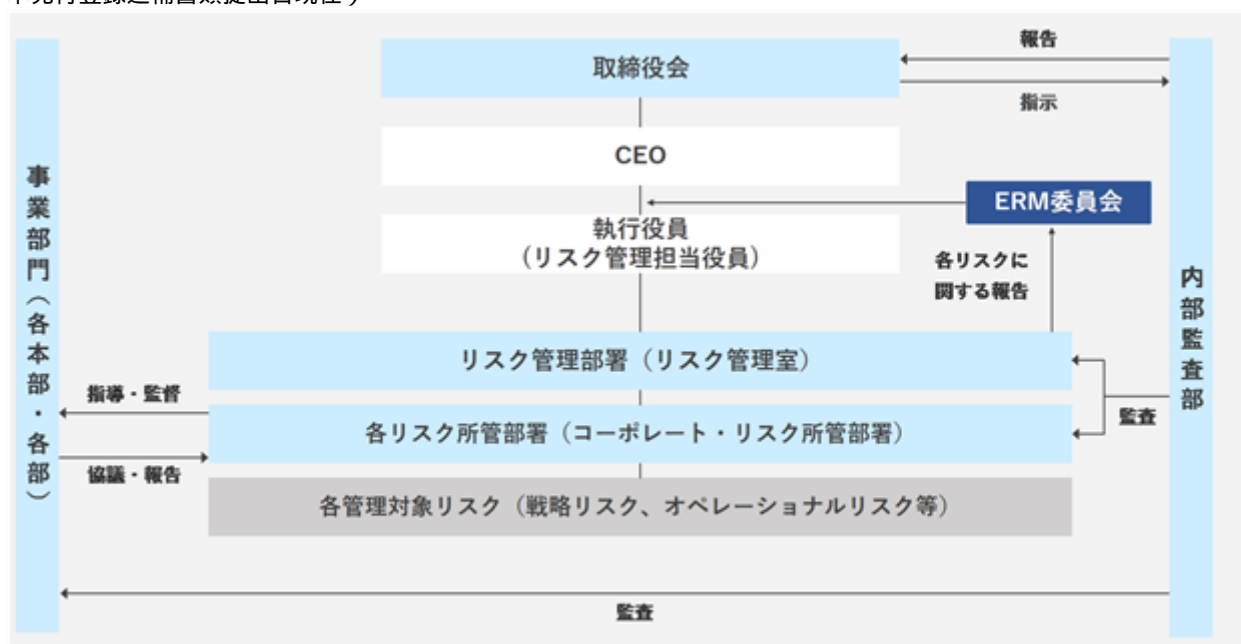 報告
取締役会
指示
CEO
ERM委員会
執行役員
（リスク管理担当役員）
各リスクに
関する報告
事業部門（各本部・各部）
内部監査部
リスク管理部署（リスク管理室）
指導・監督
監査
各リスク所管部署（コーポレート・リスク所管部署）
協議・報告
各管理対象リスク（戦略リスク、オペレーショナルリスク等）
監査